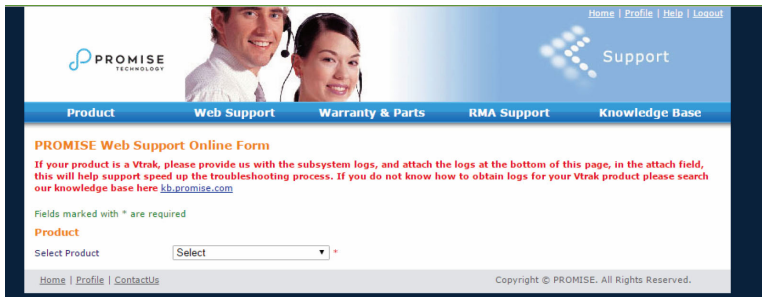 Home | Profile | Help | Logout
PROMISE
TECHNOLOGY
Support
Product Web Support Warranty & Parts RMA Support Knowledge Base
PROMISE Web Support Online Form
If your product is a Vtrak, please provide us with the subsystem logs, and attach the logs at the bottom of this page, in the attach field,
this will help support speed up the troubleshooting process. If you do not know how to obtain logs for your Vtrak product please search
our knowledge base here kb.promise.com
Fields marked with * are required
Product
Select Product Select *
Home | Profile | ContactUs Copyright © PROMISE. All Rights Reserved.